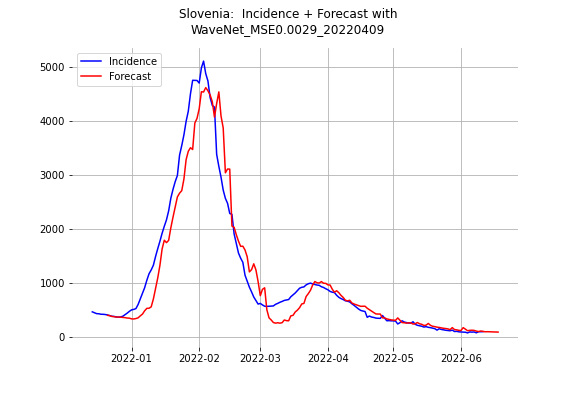 Slovenia:  Incidence + Forecast with
WaveNet_MSE0.0029_20220409
Incidence
Forecast
5000
4000
3000
2000
1000
0
2022-01 2022-02 2022-03 2022-04 2022-05 2022-06